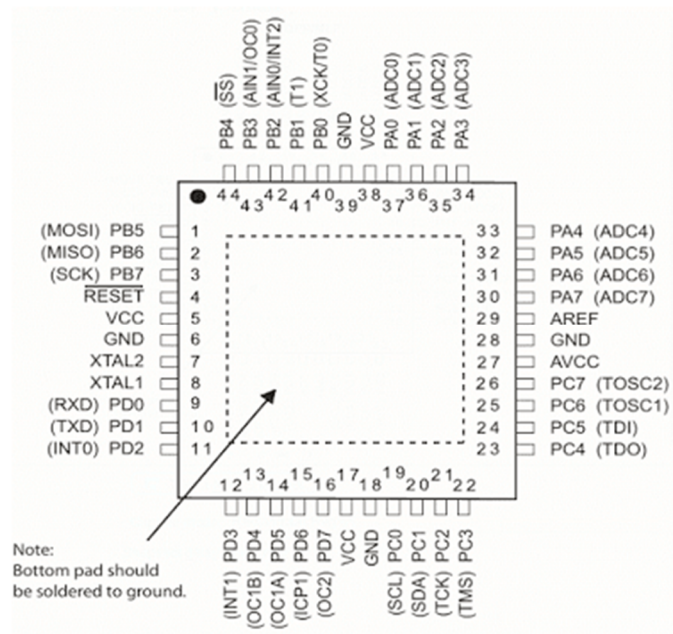 PB4 (SS)
PB3 (AIN1/OC0)
PB2 (AIN0/INT2)
PB1 (T1)
PB0 (XCK/T0)
GND
VCC
PA0 (ADC0)
PA1 (ADC1)
PA2 (ADC2)
PA3 (ADC3)
44 43 42 41 40 39 38 37 36 35 34
(MOSI) PB5 1
(MISO) PB6 2
(SCK) PB7 3
RESET 4
VCC 5
GND 6
XTAL2 7
XTAL1 8
(RXD) PD0 9
(TXD) PD1 10
(INT0) PD2 11
33 PA4 (ADC4)
32 PA5 (ADC5)
31 PA6 (ADC6)
30 PA7 (ADC7)
29 AREF
28 GND
27 AVCC
26 PC7 (TOSC2)
25 PC6 (TOSC1)
24 PC5 (TDI)
23 PC4 (TDO)
12 13 14 15 16 17 18 19 20 21 22
(INT1) PD3
(OC1B) PD4
(OC1A) PD5
(ICP1) PD6
(OC2) PD7
VCC
GND
(SCL) PC0
(SDA) PC1
(TCK) PC2
(TMS) PC3
Note:
Bottom pad should
be soldered to ground.